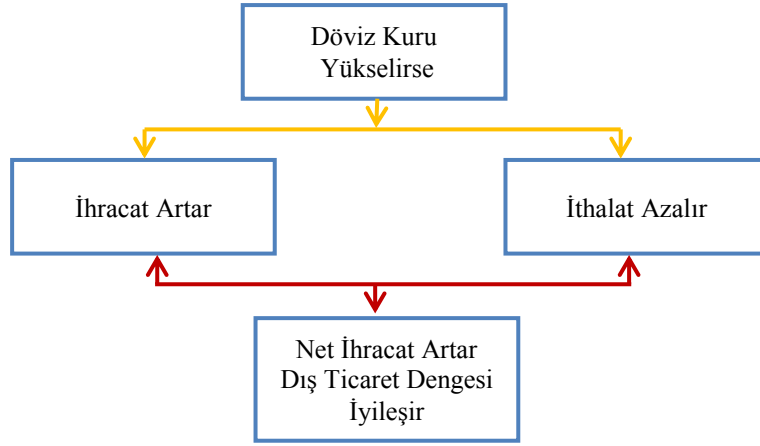 Döviz Kuru
Yükselirse
İhracat Artar
İthalat Azalır
Net İhracat Artar
Dış Ticaret Dengesi
İyileşir